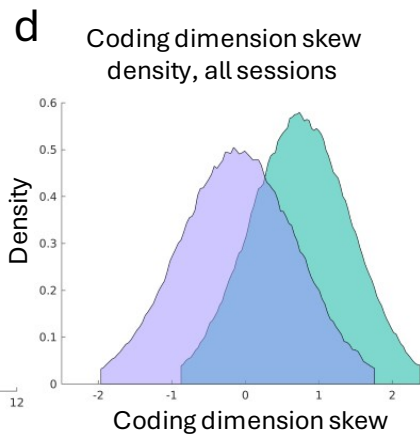 d
Coding dimension skew
density, all sessions
0.6
0.5
0.4
0.3
0.2
0.1
0
Density
12
-2
-1
0
1
2
Coding dimension skew